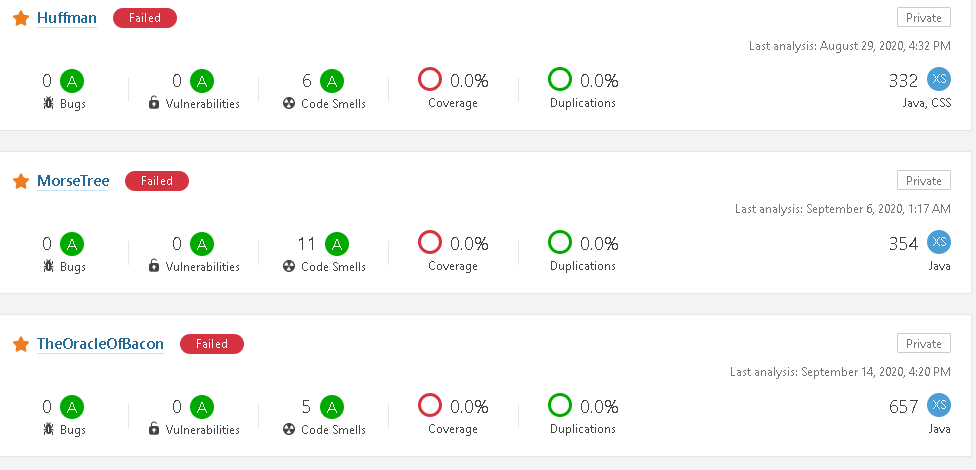 Huffman Failed Private
Last analysis: August 29, 2020, 4:32 PM
0 A 0 A 6 A 0.0% 0.0% 332 XS
Bugs Vulnerabilities Code Smells Coverage Duplications Java, CSS
MorseTree Failed Private
Last analysis: September 6, 2020, 1:17 AM
0 A 0 A 11 A 0.0% 0.0% 354 XS
Bugs Vulnerabilities Code Smells Coverage Duplications Java
TheOracleOfBacon Failed Private
Last analysis: September 14, 2020, 4:20 PM
0 A 0 A 5 A 0.0% 0.0% 657 XS
Bugs Vulnerabilities Code Smells Coverage Duplications Java